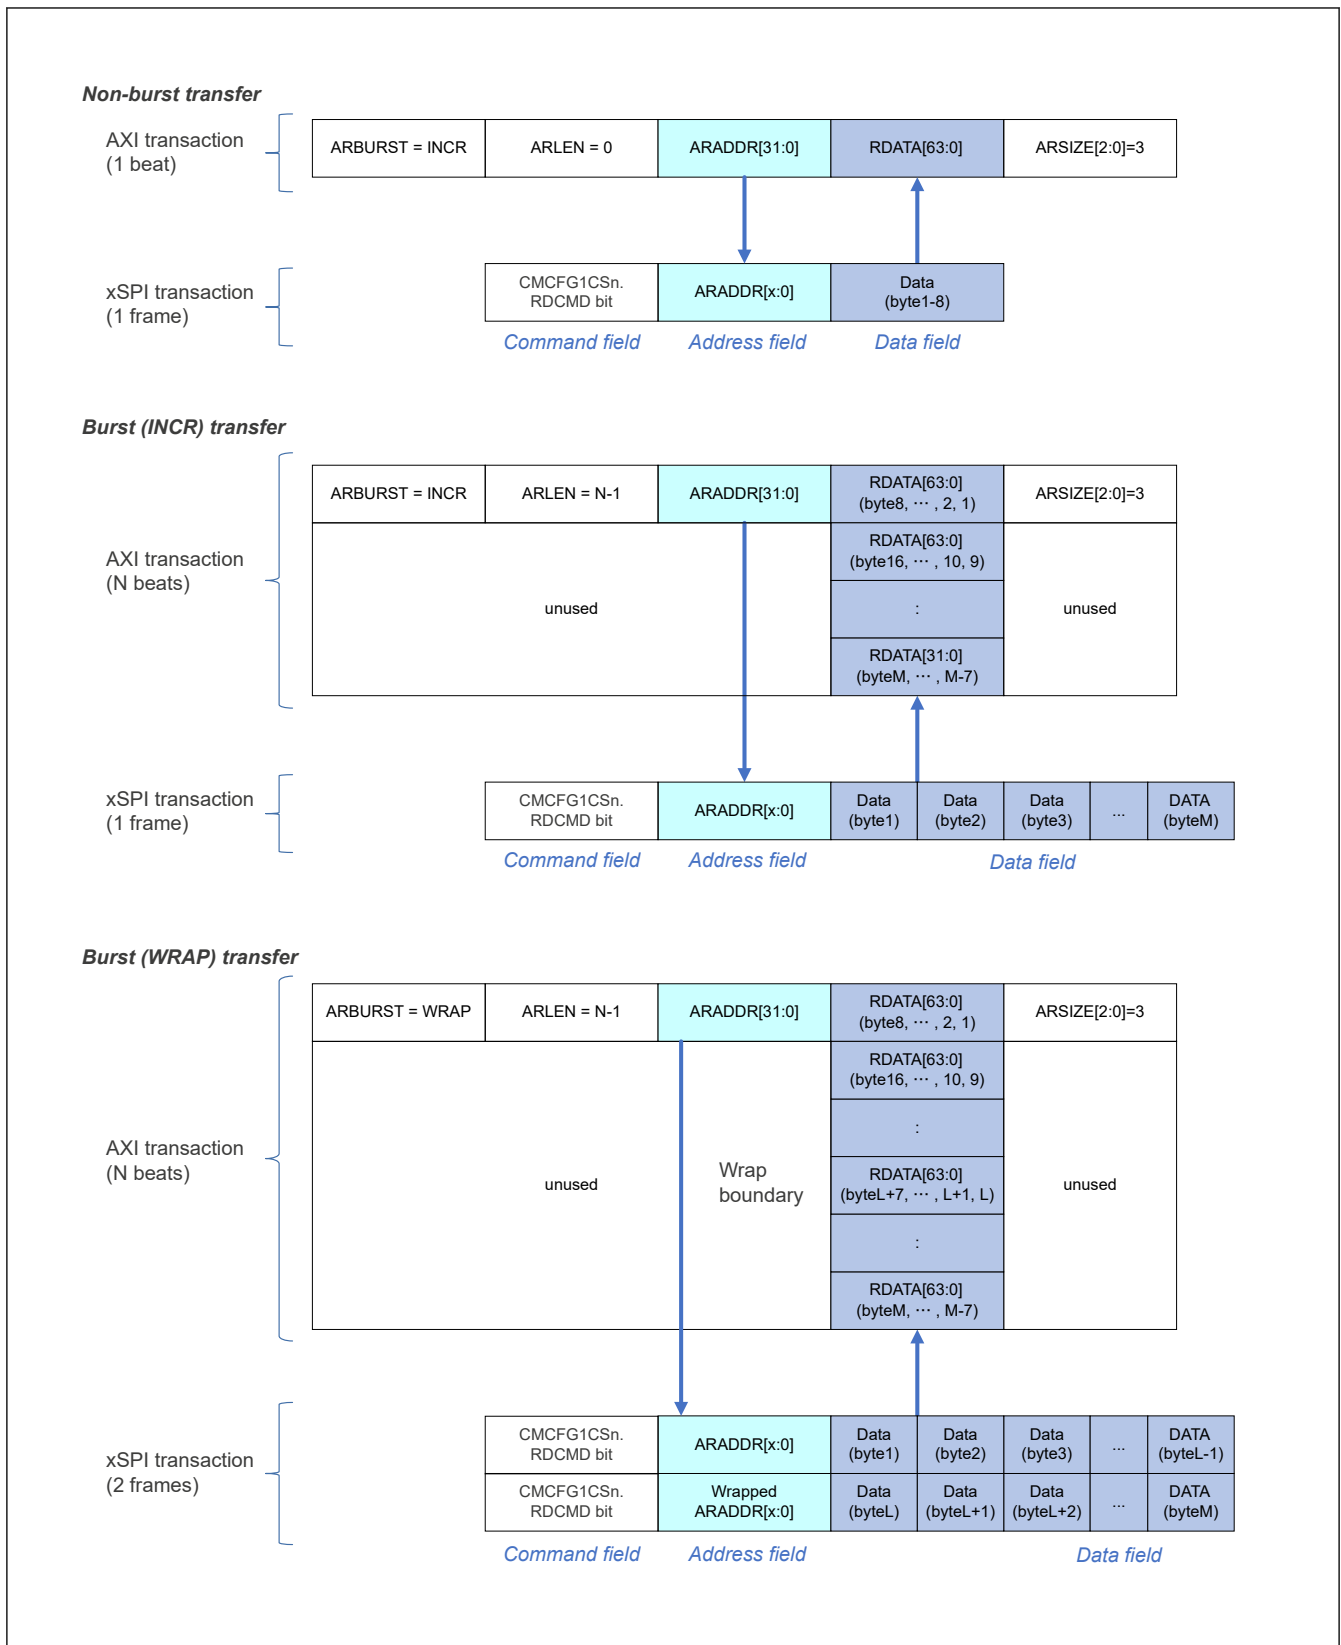 Non-burst transfer
AXI transaction
(1 beat)
ARBURST = INCR
ARLEN = 0
ARADDR[31:0]
RDATA[63:0]
ARSIZE[2:0]=3
xSPI transaction
(1 frame)
CMCFG1CSn.
RDCMD bit
ARADDR[x:0]
Data
(byte1-8)
Command field
Address field
Data field
Burst (INCR) transfer
AXI transaction
(N beats)
ARBURST = INCR
ARLEN = N-1
ARADDR[31:0]
RDATA[63:0]
(byte8, ··· , 2, 1)
ARSIZE[2:0]=3
unused
RDATA[63:0]
(byte16, ··· , 10, 9)
:
RDATA[31:0]
(byteM, ··· , M-7)
unused
xSPI transaction
(1 frame)
CMCFG1CSn.
RDCMD bit
ARADDR[x:0]
Data
(byte1)
Data
(byte2)
Data
(byte3)
...
DATA
(byteM)
Command field
Address field
Data field
Burst (WRAP) transfer
AXI transaction
(N beats)
ARBURST = WRAP
ARLEN = N-1
ARADDR[31:0]
RDATA[63:0]
(byte8, ··· , 2, 1)
ARSIZE[2:0]=3
unused
Wrap
boundary
RDATA[63:0]
(byte16, ··· , 10, 9)
:
RDATA[63:0]
(byteL+7, ··· , L+1, L)
:
RDATA[63:0]
(byteM, ··· , M-7)
unused
xSPI transaction
(2 frames)
CMCFG1CSn.
RDCMD bit
ARADDR[x:0]
Data
(byte1)
Data
(byte2)
Data
(byte3)
...
DATA
(byteL-1)
CMCFG1CSn.
RDCMD bit
Wrapped
ARADDR[x:0]
Data
(byteL)
Data
(byteL+1)
Data
(byteL+2)
...
DATA
(byteM)
Command field
Address field
Data field